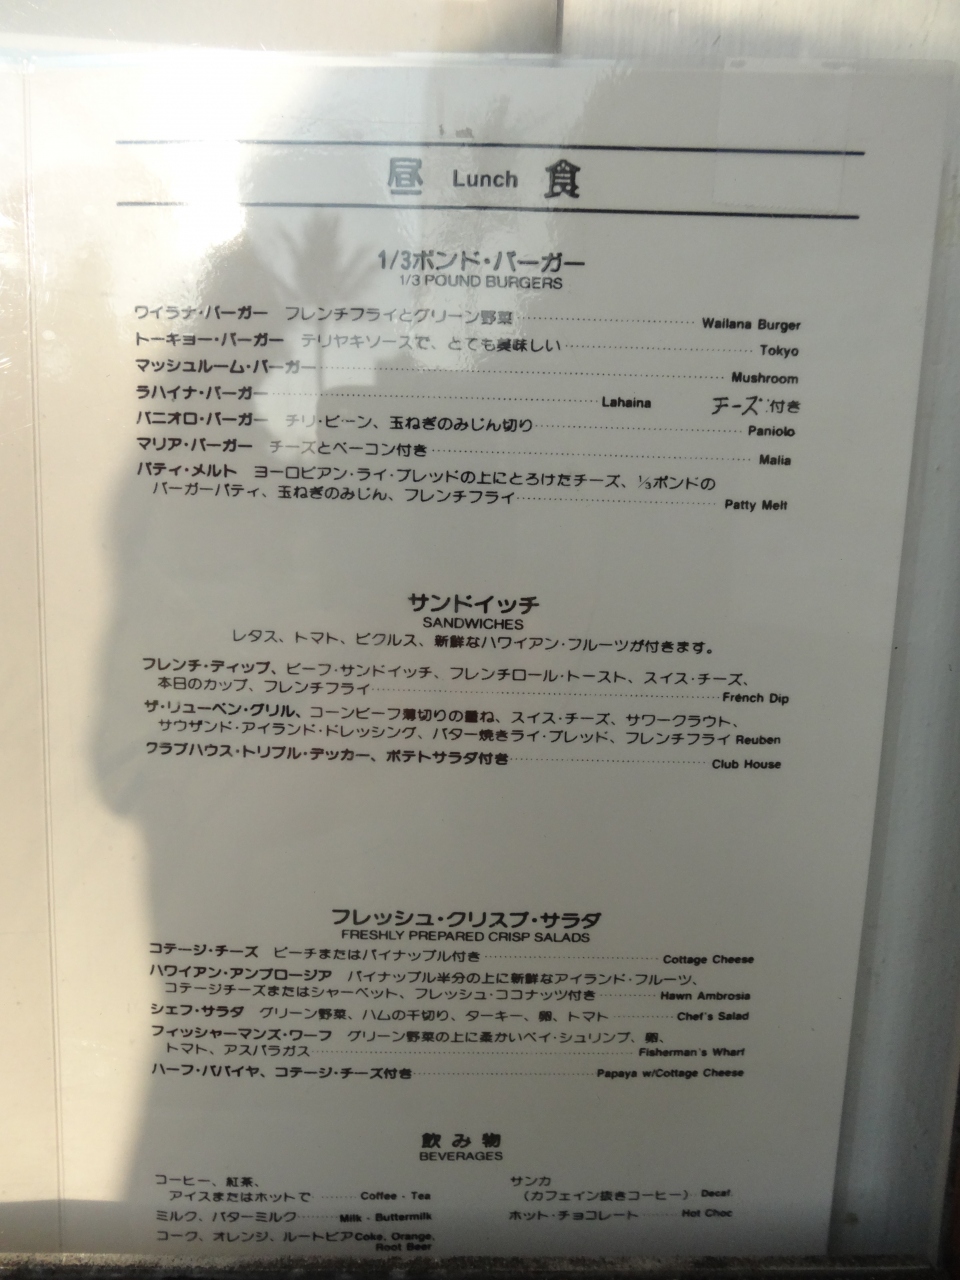 昼 Lunch 食
1/3ポンド・バーガー
1/3 POUND BURGERS
ワイラナ・バーガー フレンチフライとグリーン野菜 Wailana Burger
トーキョー・バーガー テリヤキソースで、とても美味しい Tokyo
マッシュルーム・バーガー Mushroom
ラハイナ・バーガー Lahaina チーズ付き
パニオロ・バーガー チリ・ビーン、玉ねぎのみじん切り Paniolo
マリア・バーガー チーズとベーコン付き Malia
パティ・メルト ヨーロピアン・ライ・ブレッドの上にとろけたチーズ、⅓ポンドの
バーガーパティ、玉ねぎのみじん、フレンチフライ Patty Melt
サンドイッチ
SANDWICHES
レタス、トマト、ピクルス、新鮮なハワイアン・フルーツが付きます。
フレンチ・ディップ、ビーフ・サンドイッチ、フレンチロール・トースト、スイス・チーズ、
本日のカップ、フレンチフライ French Dip
ザ・リューベン・グリル、コーンビーフ薄切りの重ね、スイス・チーズ、サワークラウト、
サウザンド・アイランド・ドレッシング、バター焼きライ・ブレッド、フレンチフライ Reuben
クラブハウス・トリプル・デッカー、ポテトサラダ付き Club House
フレッシュ・クリスプ・サラダ
FRESHLY PREPARED CRISP SALADS
コテージ・チーズ ピーチまたはパイナップル付き Cottage Cheese
ハワイアン・アンブロージア パイナップル半分の上に新鮮なアイランド・フルーツ、
コテージチーズまたはシャーベット、フレッシュ・ココナッツ付き Hawn Ambrosia
シェフ・サラダ グリーン野菜、ハムの千切り、ターキー、卵、トマト Chef's Salad
フィッシャーマンズ・ワーフ グリーン野菜の上に柔かいベイ・シュリンプ、卵、
トマト、アスパラガス Fisherman's Wharf
ハーフ・パパイヤ、コテージ・チーズ付き Papaya w/Cottage Cheese
飲み物
BEVERAGES
コーヒー、紅茶、
アイスまたはホットで Coffee・Tea
ミルク、バターミルク Milk・Buttermilk
コーク、オレンジ、ルートビア Coke, Orange,
Root Beer
サンカ
(カフェイン抜きコーヒー) Decaf.
ホット・チョコレート Hot Choc